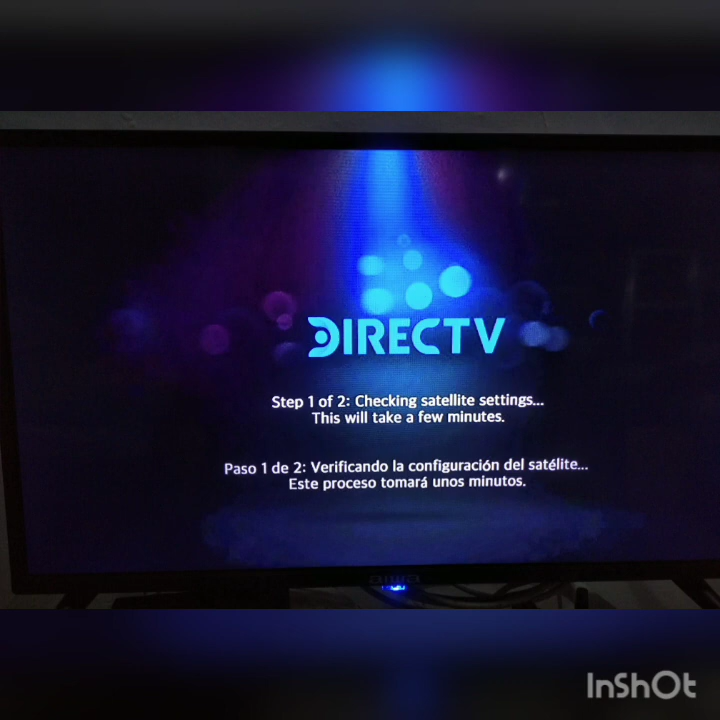 DIRECTV
Step 1 of 2: Checking satellite settings...
This will take a few minutes.
Paso 1 de 2: Verificando la configuración del satélite...
Este proceso tomará unos minutos.
aiwa
InShOt